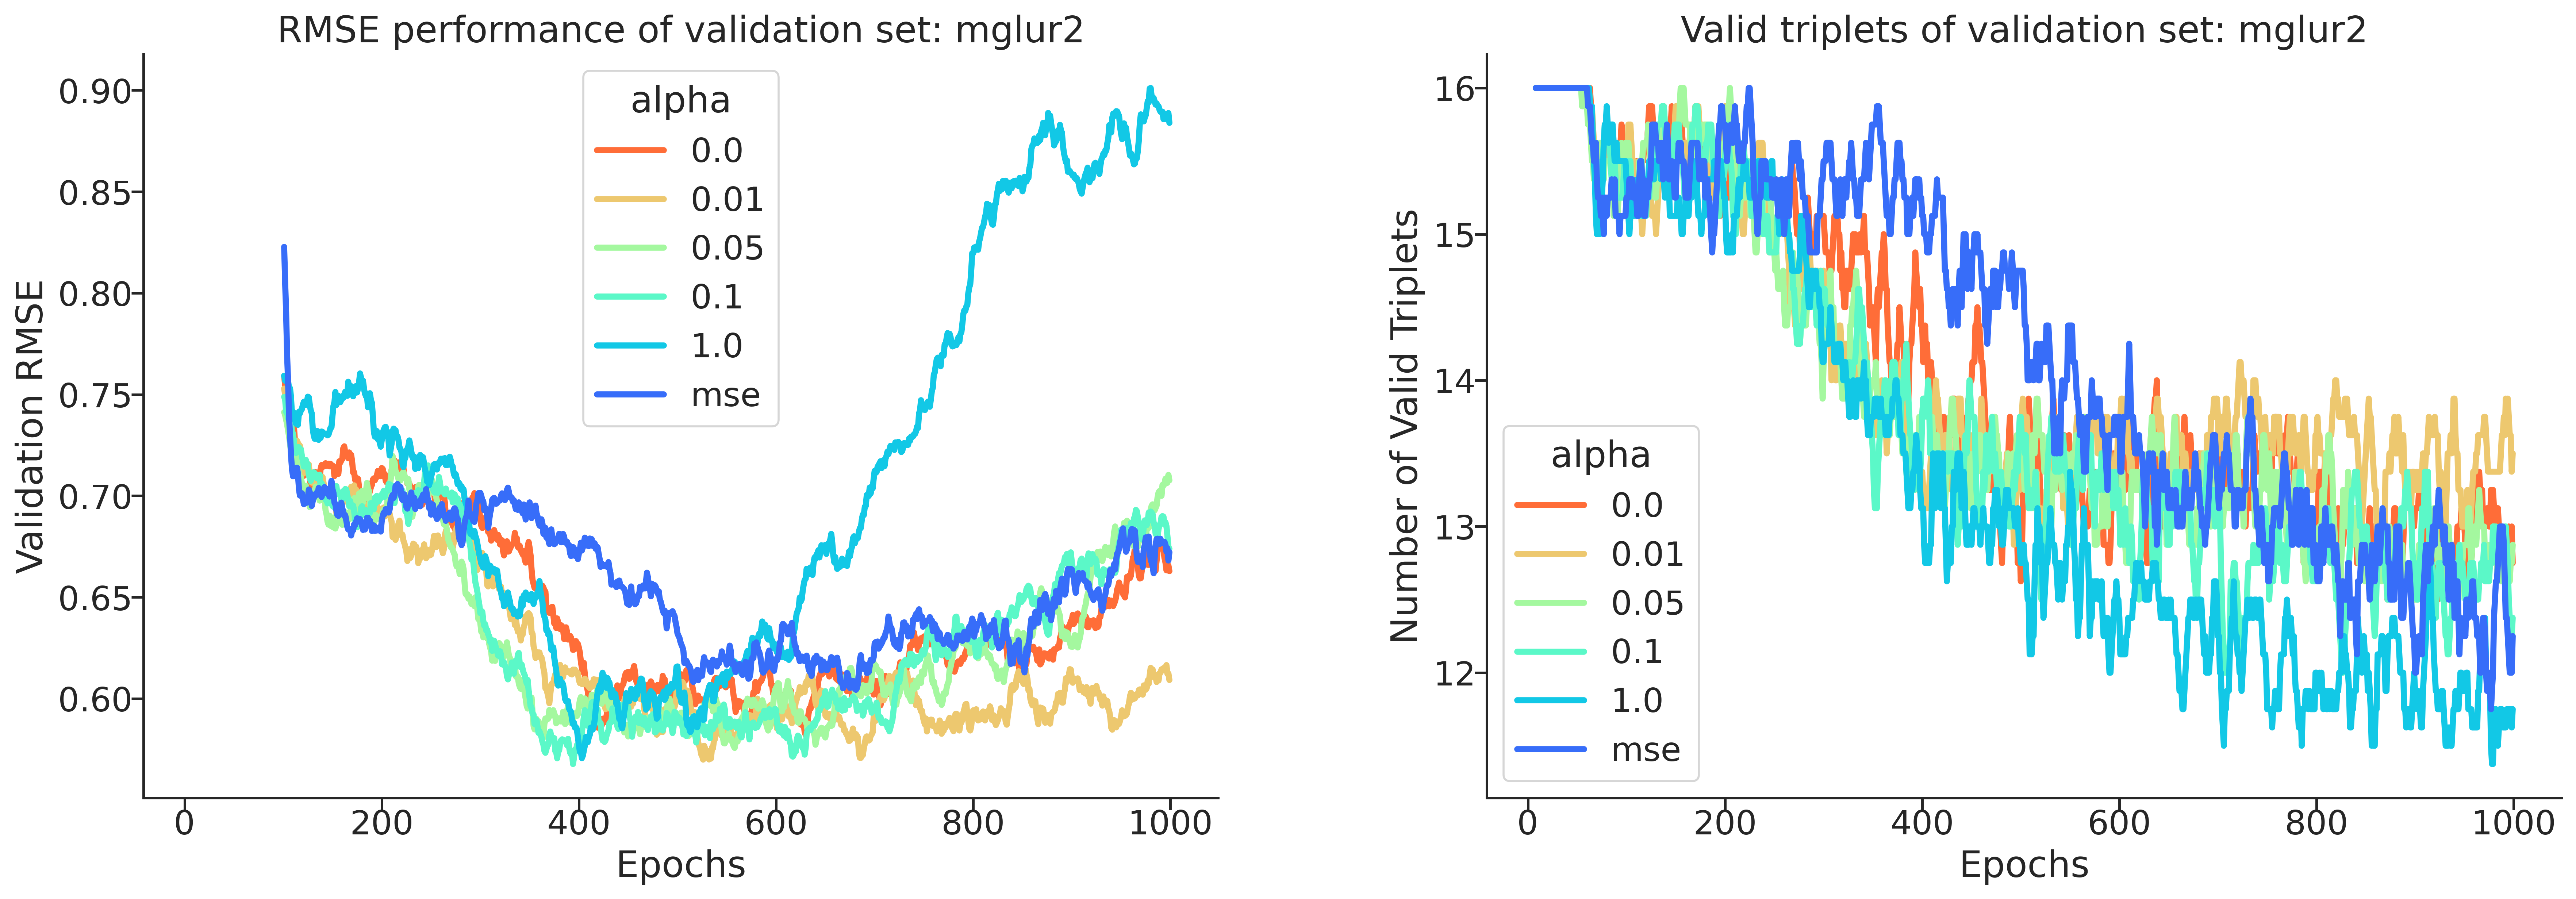 RMSE performance of validation set: mglur2
Validation RMSE
0.90
0.85
0.80
0.75
0.70
0.65
0.60
alpha
0.0
0.01
0.05
0.1
1.0
mse
0 200 400 600 800 1000
Epochs
Valid triplets of validation set: mglur2
Number of Valid Triplets
16
15
14
13
12
alpha
0.0
0.01
0.05
0.1
1.0
mse
0 200 400 600 800 1000
Epochs